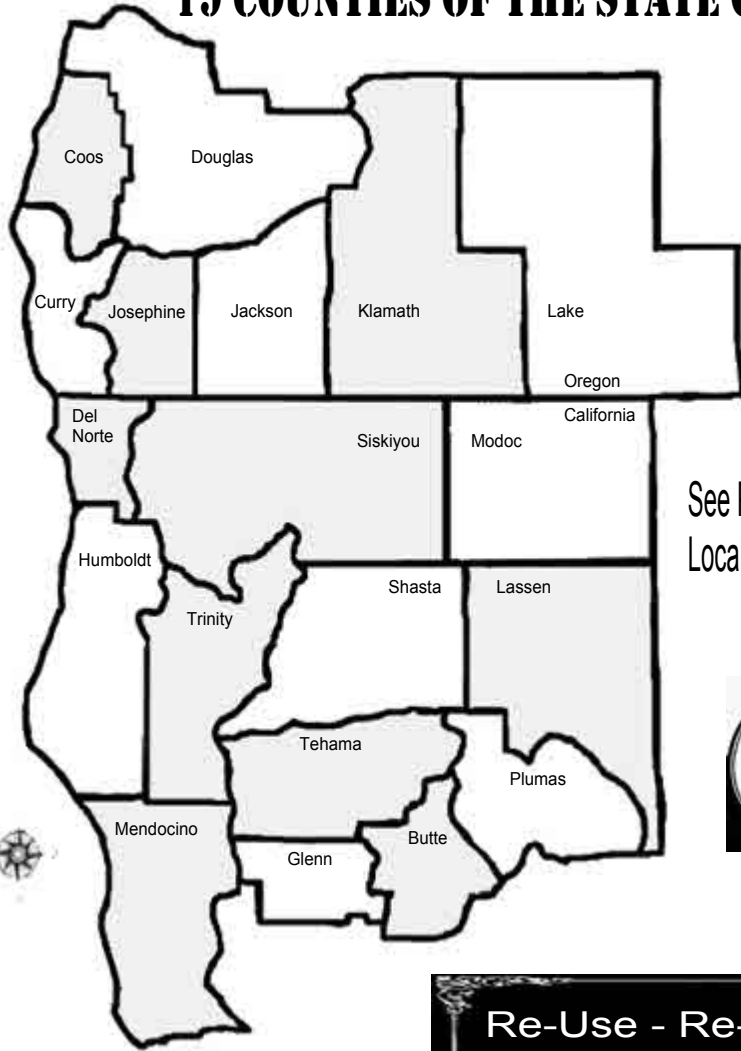 COUNTIES OF THE STATE
Coos
Douglas
Curry
Josephine
Jackson
Klamath
Lake
Oregon
California
Del
Norte
Siskiyou
Modoc
See
Loca
Humboldt
Trinity
Shasta
Lassen
Tehama
Plumas
Mendocino
Glenn
Butte
Re-Use - Re-